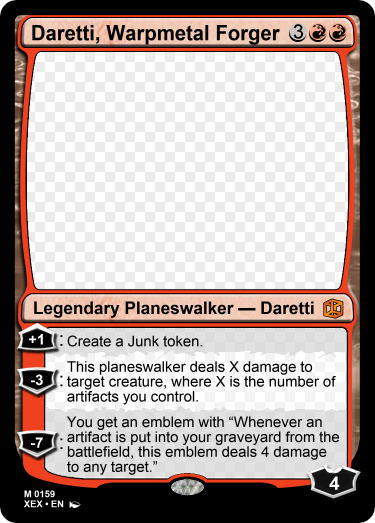 Daretti, Warpmetal Forger 3
Legendary Planeswalker — Daretti
+1 : Create a Junk token.
-3 : This planeswalker deals X damage to
target creature, where X is the number of
artifacts you control.
-7 : You get an emblem with “Whenever an
artifact is put into your graveyard from the
battlefield, this emblem deals 4 damage
to any target.”
4
M 0159
XEX • EN